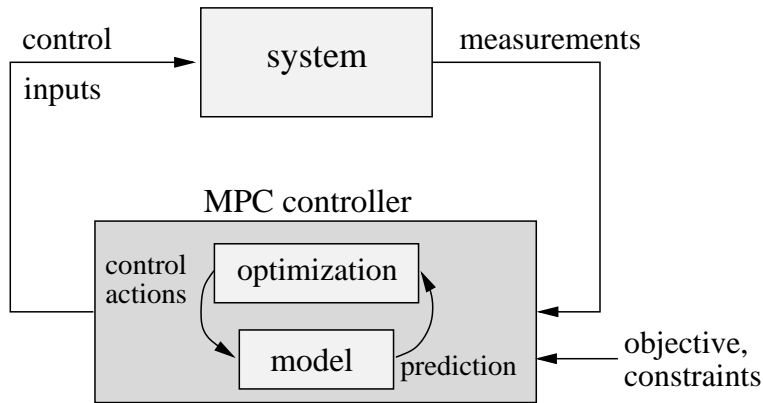 control
inputs
system
measurements
MPC controller
control
actions
optimization
model
prediction
objective,
constraints